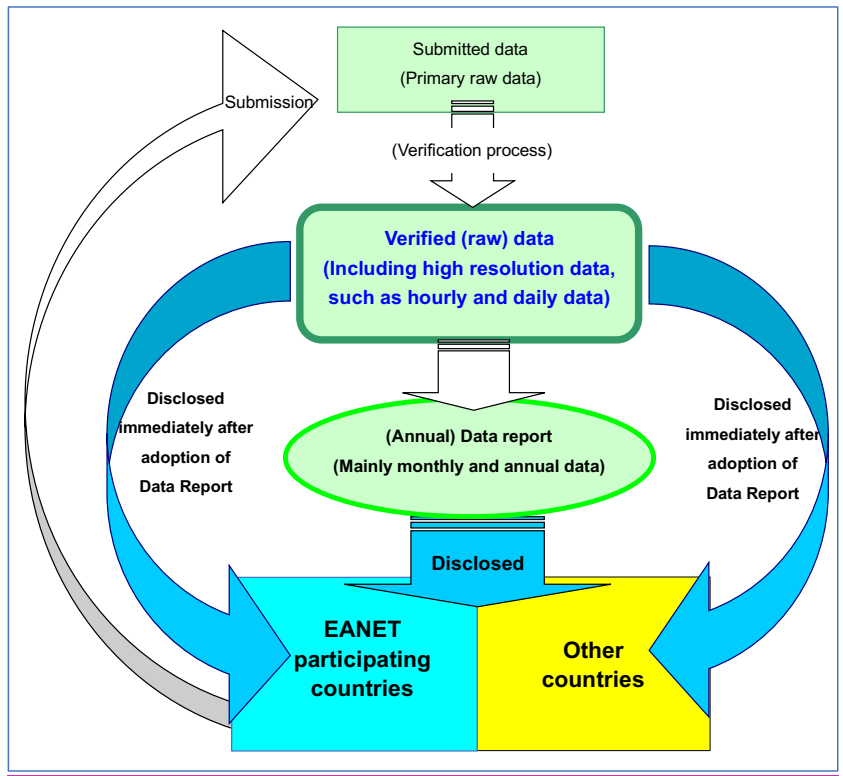 Submitted data
(Primary raw data)
Submission
(Verification process)
Verified (raw) data
(Including high resolution data,
such as hourly and daily data)
Disclosed
immediately after
adoption of
Data Report
(Annual) Data report
(Mainly monthly and annual data)
Disclosed
immediately after
adoption of
Data Report
Disclosed
EANET
participating
countries
Other
countries